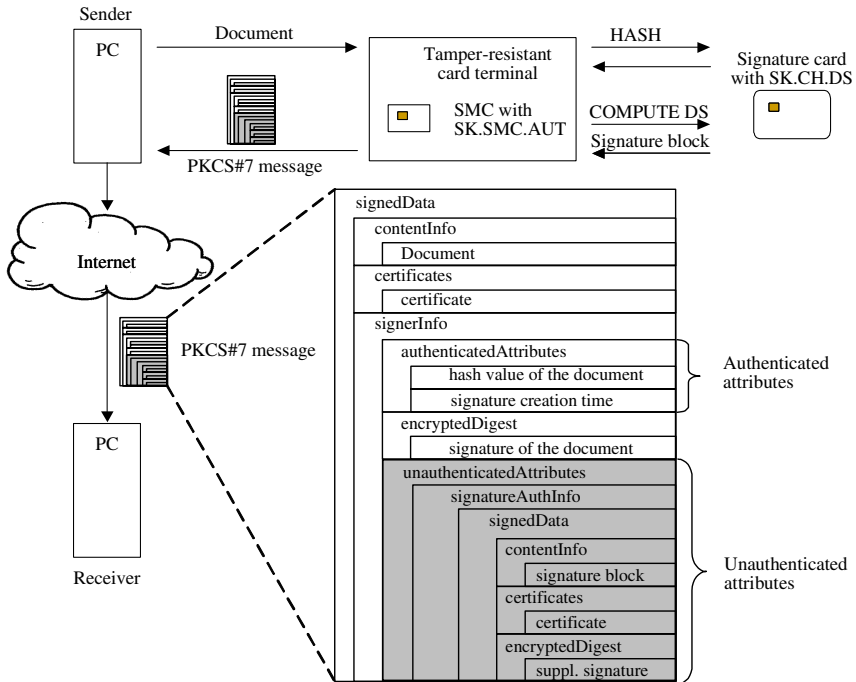 Sender
PC
Document
PKCS#7 message
Tamper-resistant
card terminal
SMC with
SK.SMC.AUT
HASH
COMPUTE DS
Signature block
Signature card
with SK.CH.DS
Internet
PKCS#7 message
PC
Receiver
signedData
contentInfo
Document
certificates
certificate
signerInfo
authenticatedAttributes
hash value of the document
signature creation time
encryptedDigest
signature of the document
unauthenticatedAttributes
signatureAuthInfo
signedData
contentInfo
signature block
certificates
certificate
encryptedDigest
suppl. signature
Authenticated
attributes
Unauthenticated
attributes